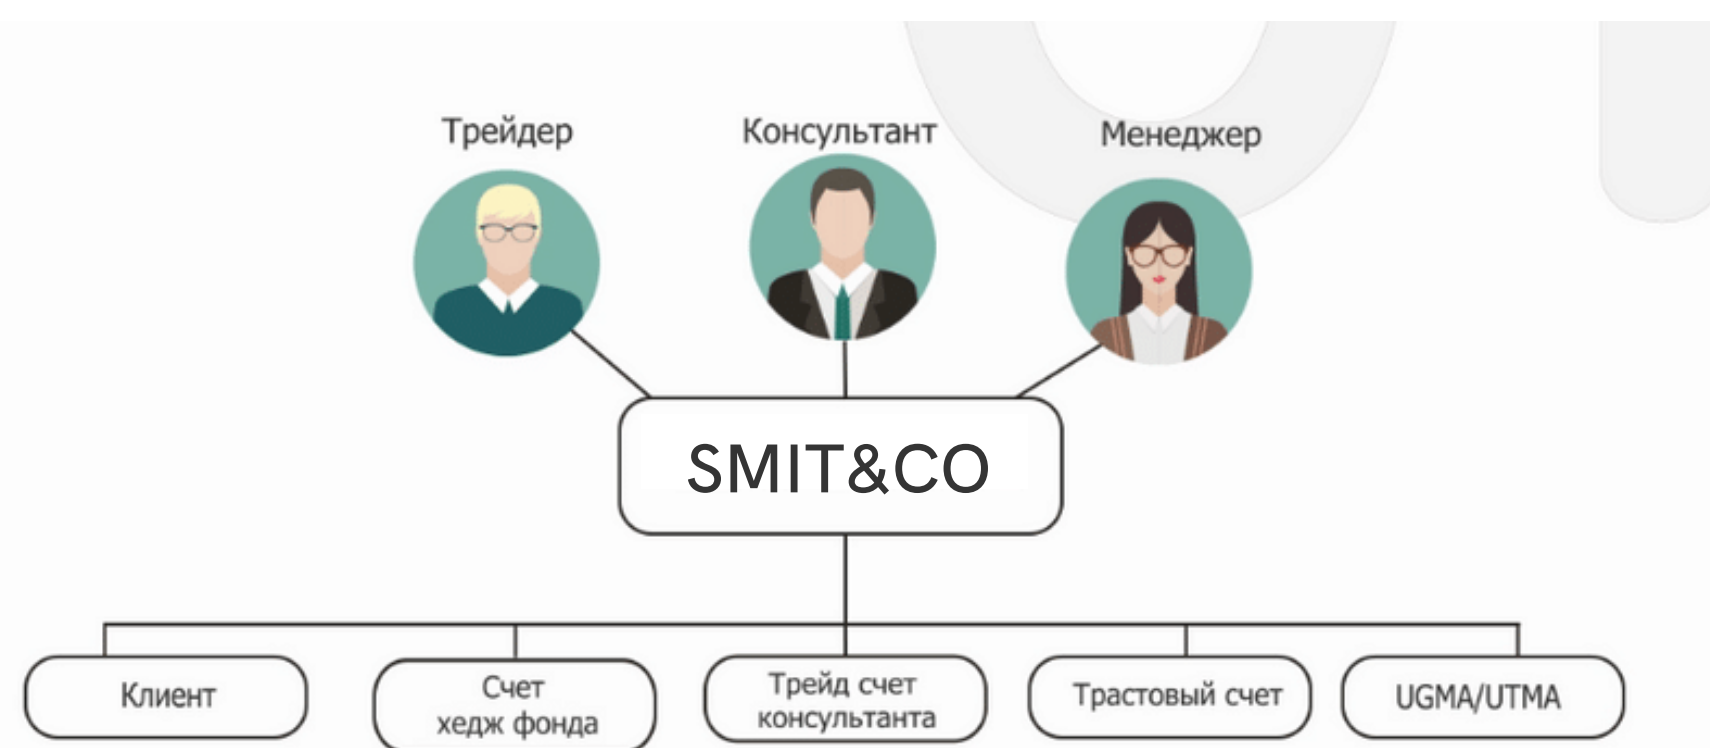 Трейдер
Консультант
Менеджер
SMIT&CO
Клиент
Счет
хедж фонда
Трейд счет
консультанта
Трастовый счет
UGMA/UTMA